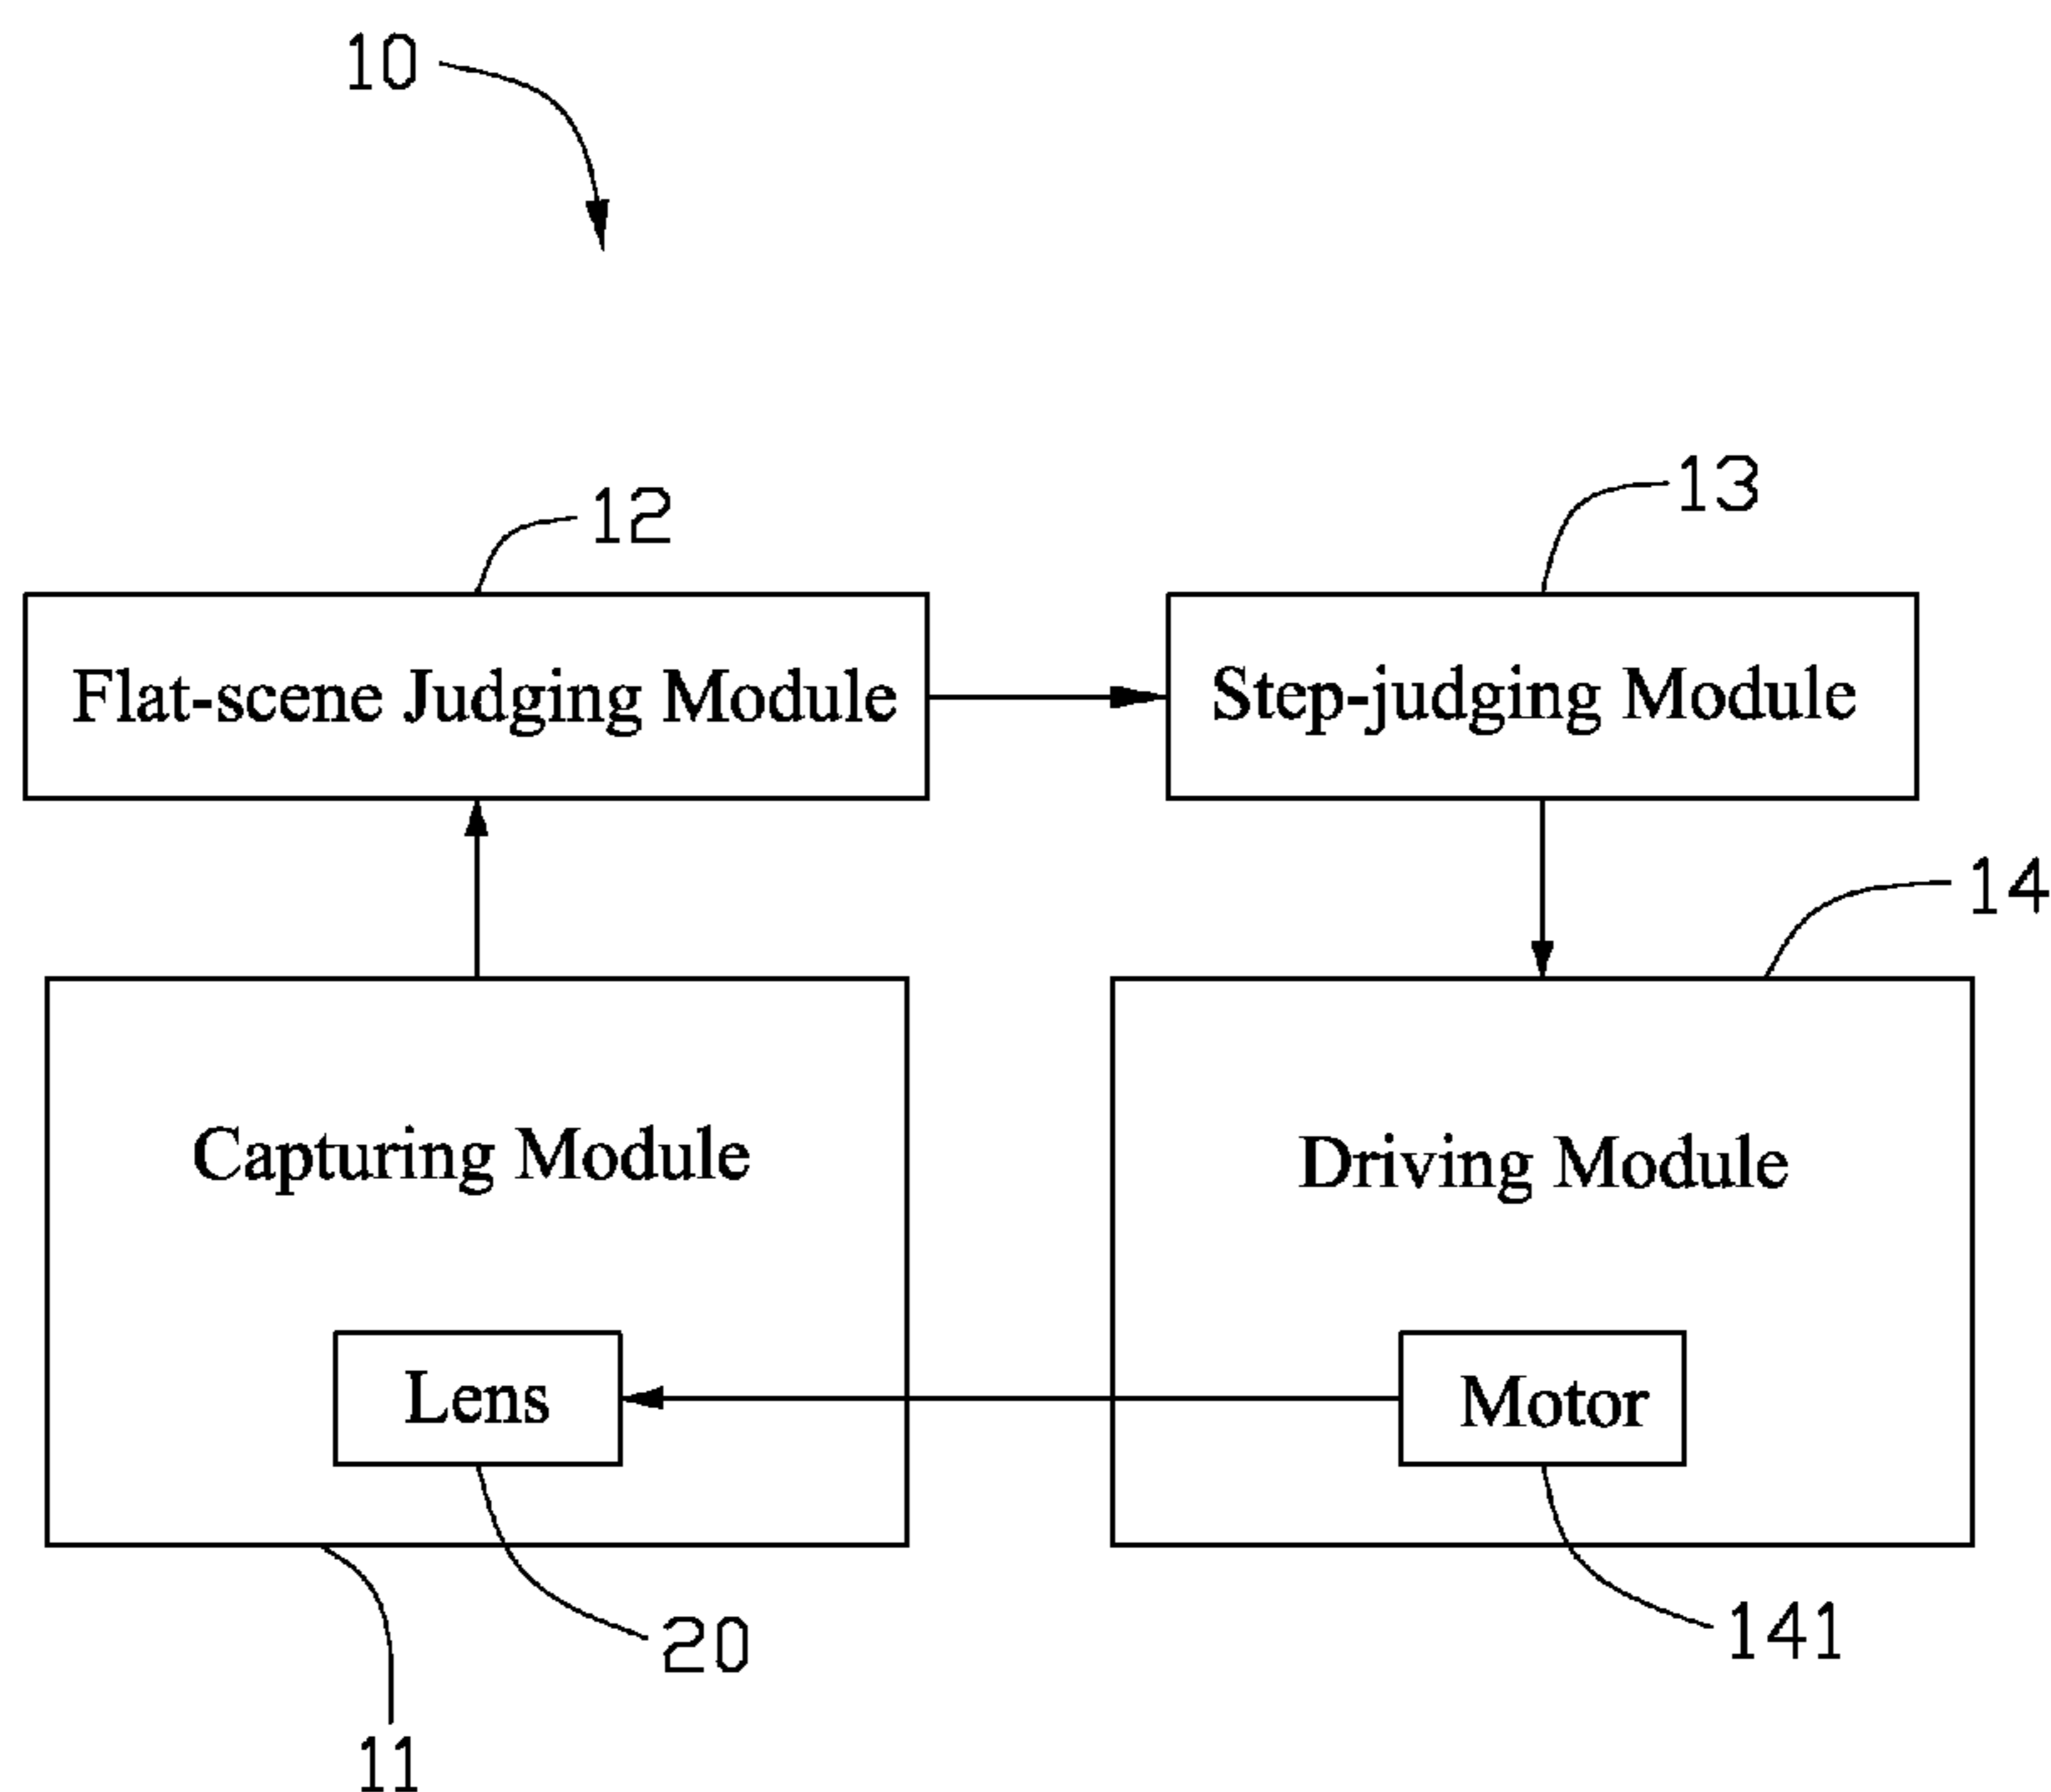 10
12
13
Flat-scene Judging Module
Step-judging Module
14
Capturing Module
Driving Module
Lens
Motor
20
141
11